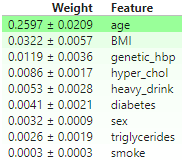 Weight Feature
0.2597 ± 0.0209 age
0.0322 ± 0.0057 BMI
0.0119 ± 0.0036 genetic_hbp
0.0086 ± 0.0017 hyper_chol
0.0053 ± 0.0028 heavy_drink
0.0041 ± 0.0021 diabetes
0.0032 ± 0.0009 sex
0.0026 ± 0.0019 triglycerides
0.0003 ± 0.0003 smoke